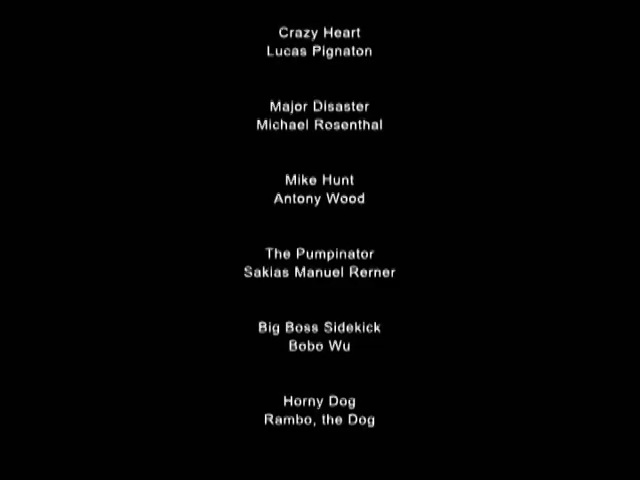 Crazy Heart
Lucas Pignaton
Major Disaster
Michael Rosenthal
Mike Hunt
Antony Wood
The Pumpinator
Sakias Manuel Rerner
Big Boss Sidekick
Bobo Wu
Horny Dog
Rambo, the Dog